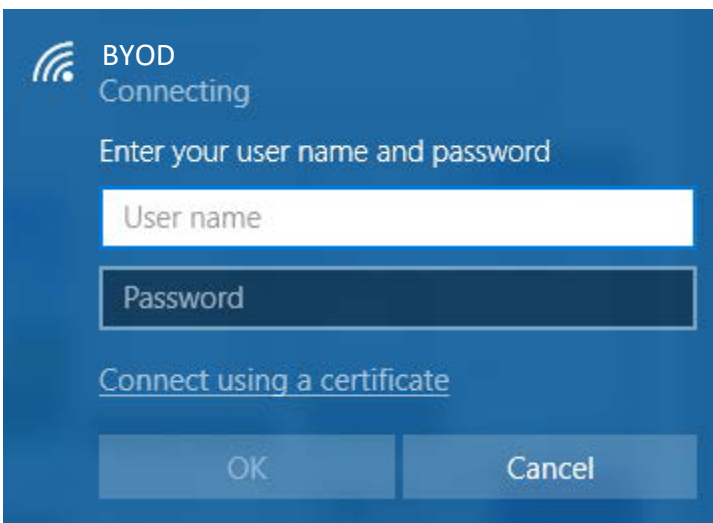 BYOD
Connecting
Enter your user name and password
User name
Password
Connect using a certificate
OK
Cancel